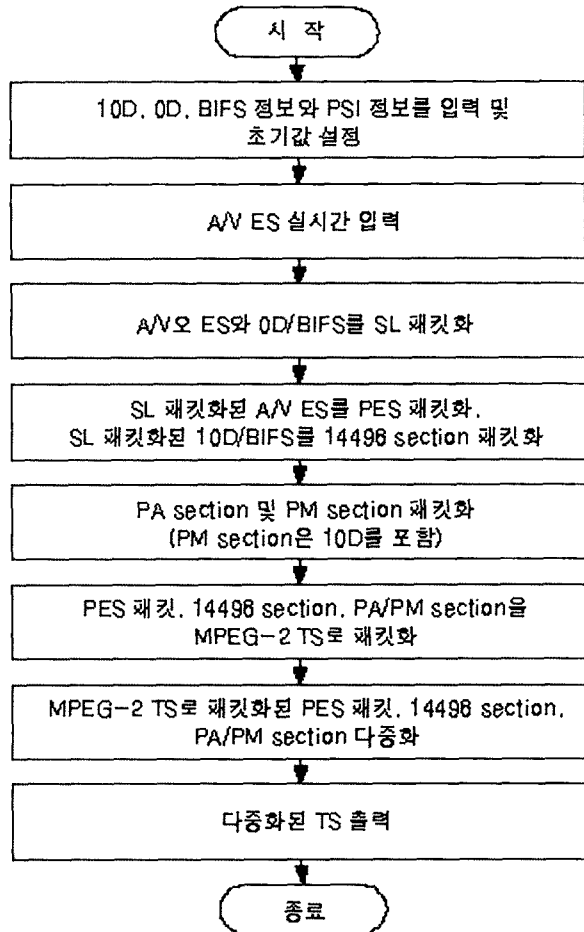 시 작
10D, 0D, BIFS 정보와 PSI 정보를 입력 및
초기값 설정
A/V ES 실시간 입력
A/V오 ES와 0D/BIFS를 SL 패킷화
SL 패킷화된 A/V ES를 PES 패킷화,
SL 패킷화된 10D/BIFS를 14496 section 패킷화
PA section 및 PM section 패킷화
(PM section은 10D를 포함)
PES 패킷, 14496 section, PA/PM section을
MPEG-2 TS로 패킷화
MPEG-2 TS로 패킷화된 PES 패킷, 14496 section,
PA/PM section 다중화
다중화된 TS 출력
종료